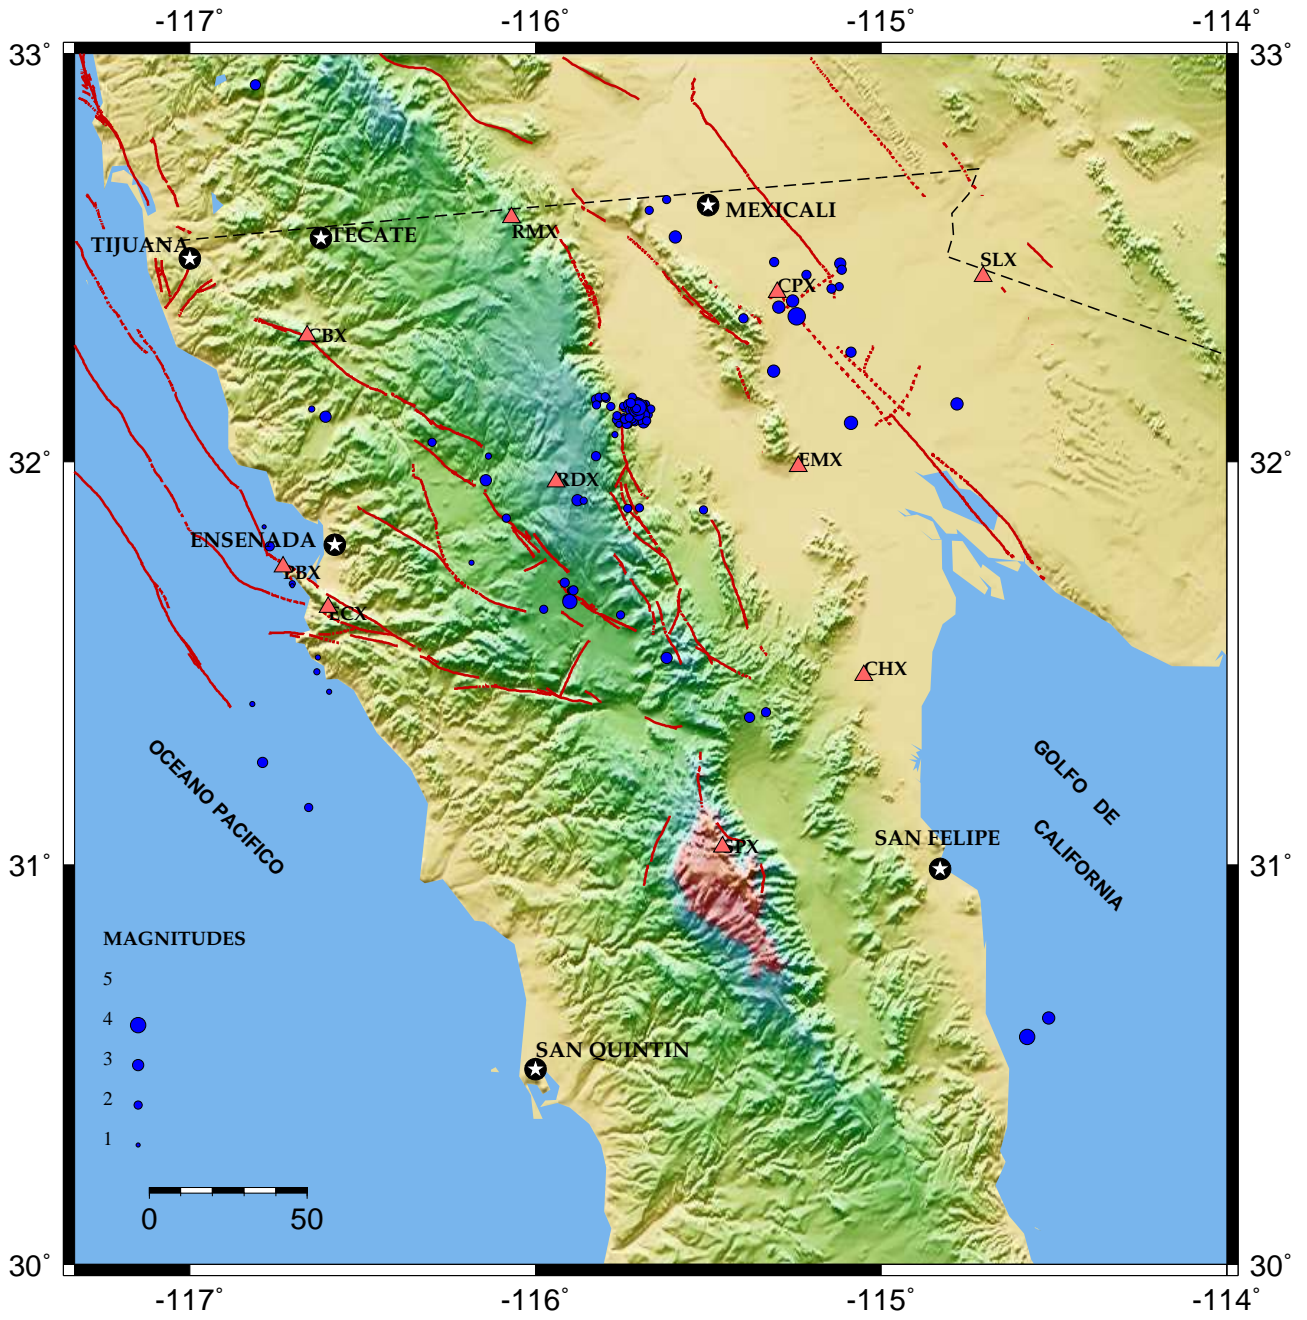 -117° -116° -115° -114°
33° 33°
MEXICALI
TECATE
RMX
TIJUANA
SLX
CPX
CBX
32° 32°
EMX
RDX
ENSENADA
PBX
ECX
CHX
OCEANO PACIFICO
GOLFO DE
CALIFORNIA
SAN FELIPE
SPX
31° 31°
MAGNITUDES
5
4
3
2
1
SAN QUINTIN
0 50
30° 30°
-117° -116° -115° -114°